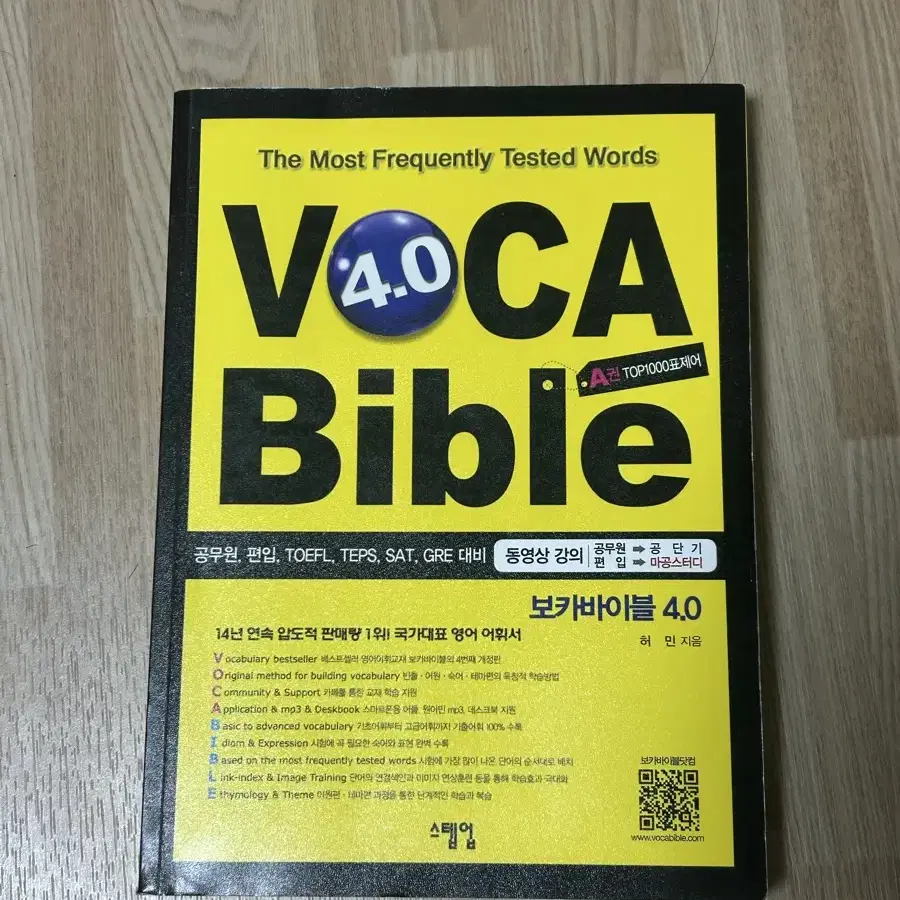 The Most Frequently Tested Words
VOCA
4.0
Bible
A권 TOP1000표제어
공무원, 편입, TOEFL, TEPS, SAT, GRE 대비
동영상 강의
공무원 ➡ 공단기
편입 ➡ 마공스터디
보카바이블 4.0
14년 연속 압도적 판매량 1위! 국가대표 영어 어휘서
허 민 지음
Vocabulary bestseller 베스트셀러 영어어휘교재 보카바이블의 4번째 개정판
Original method for building vocabulary 빈출·어원·숙어·테마편의 독창적 학습방법
Community & Support 카페를 통한 교재 학습 지원
Application & mp3 & Deskbook 스마트폰용 어플, 원어민 mp3, 데스크북 지원
Basic to advanced vocabulary 기초어휘부터 고급어휘까지 기출어휘 100% 수록
Idiom & Expression 시험에 꼭 필요한 숙어와 표현 완벽 수록
Based on the most frequently tested words 시험에 가장 많이 나온 단어의 순서대로 배치
Link-index & Image Training 단어의 연결색인과 이미지 연상훈련 등을 통해 학습효과 극대화
Ethymology & Theme 어원편·테마편 과정을 통한 단계적인 학습과 복습
보카바이블닷컴
www.vocabible.com
스텝업